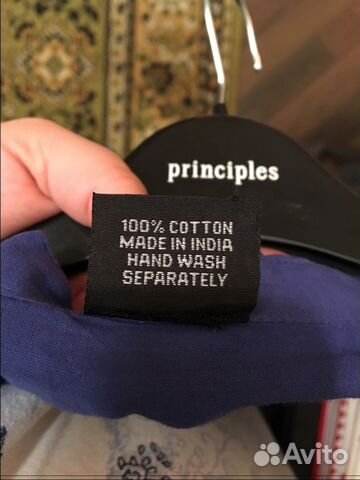 principles
100% COTTON
MADE IN INDIA
HAND WASH
SEPARATELY
Avito